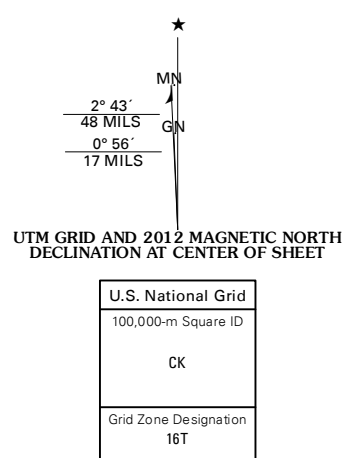 ★
MN
2° 43´
48 MILS
GN
0° 56´
17 MILS
UTM GRID AND 2012 MAGNETIC NORTH
DECLINATION AT CENTER OF SHEET
U.S. National Grid
100,000-m Square ID
CK
Grid Zone Designation
16T